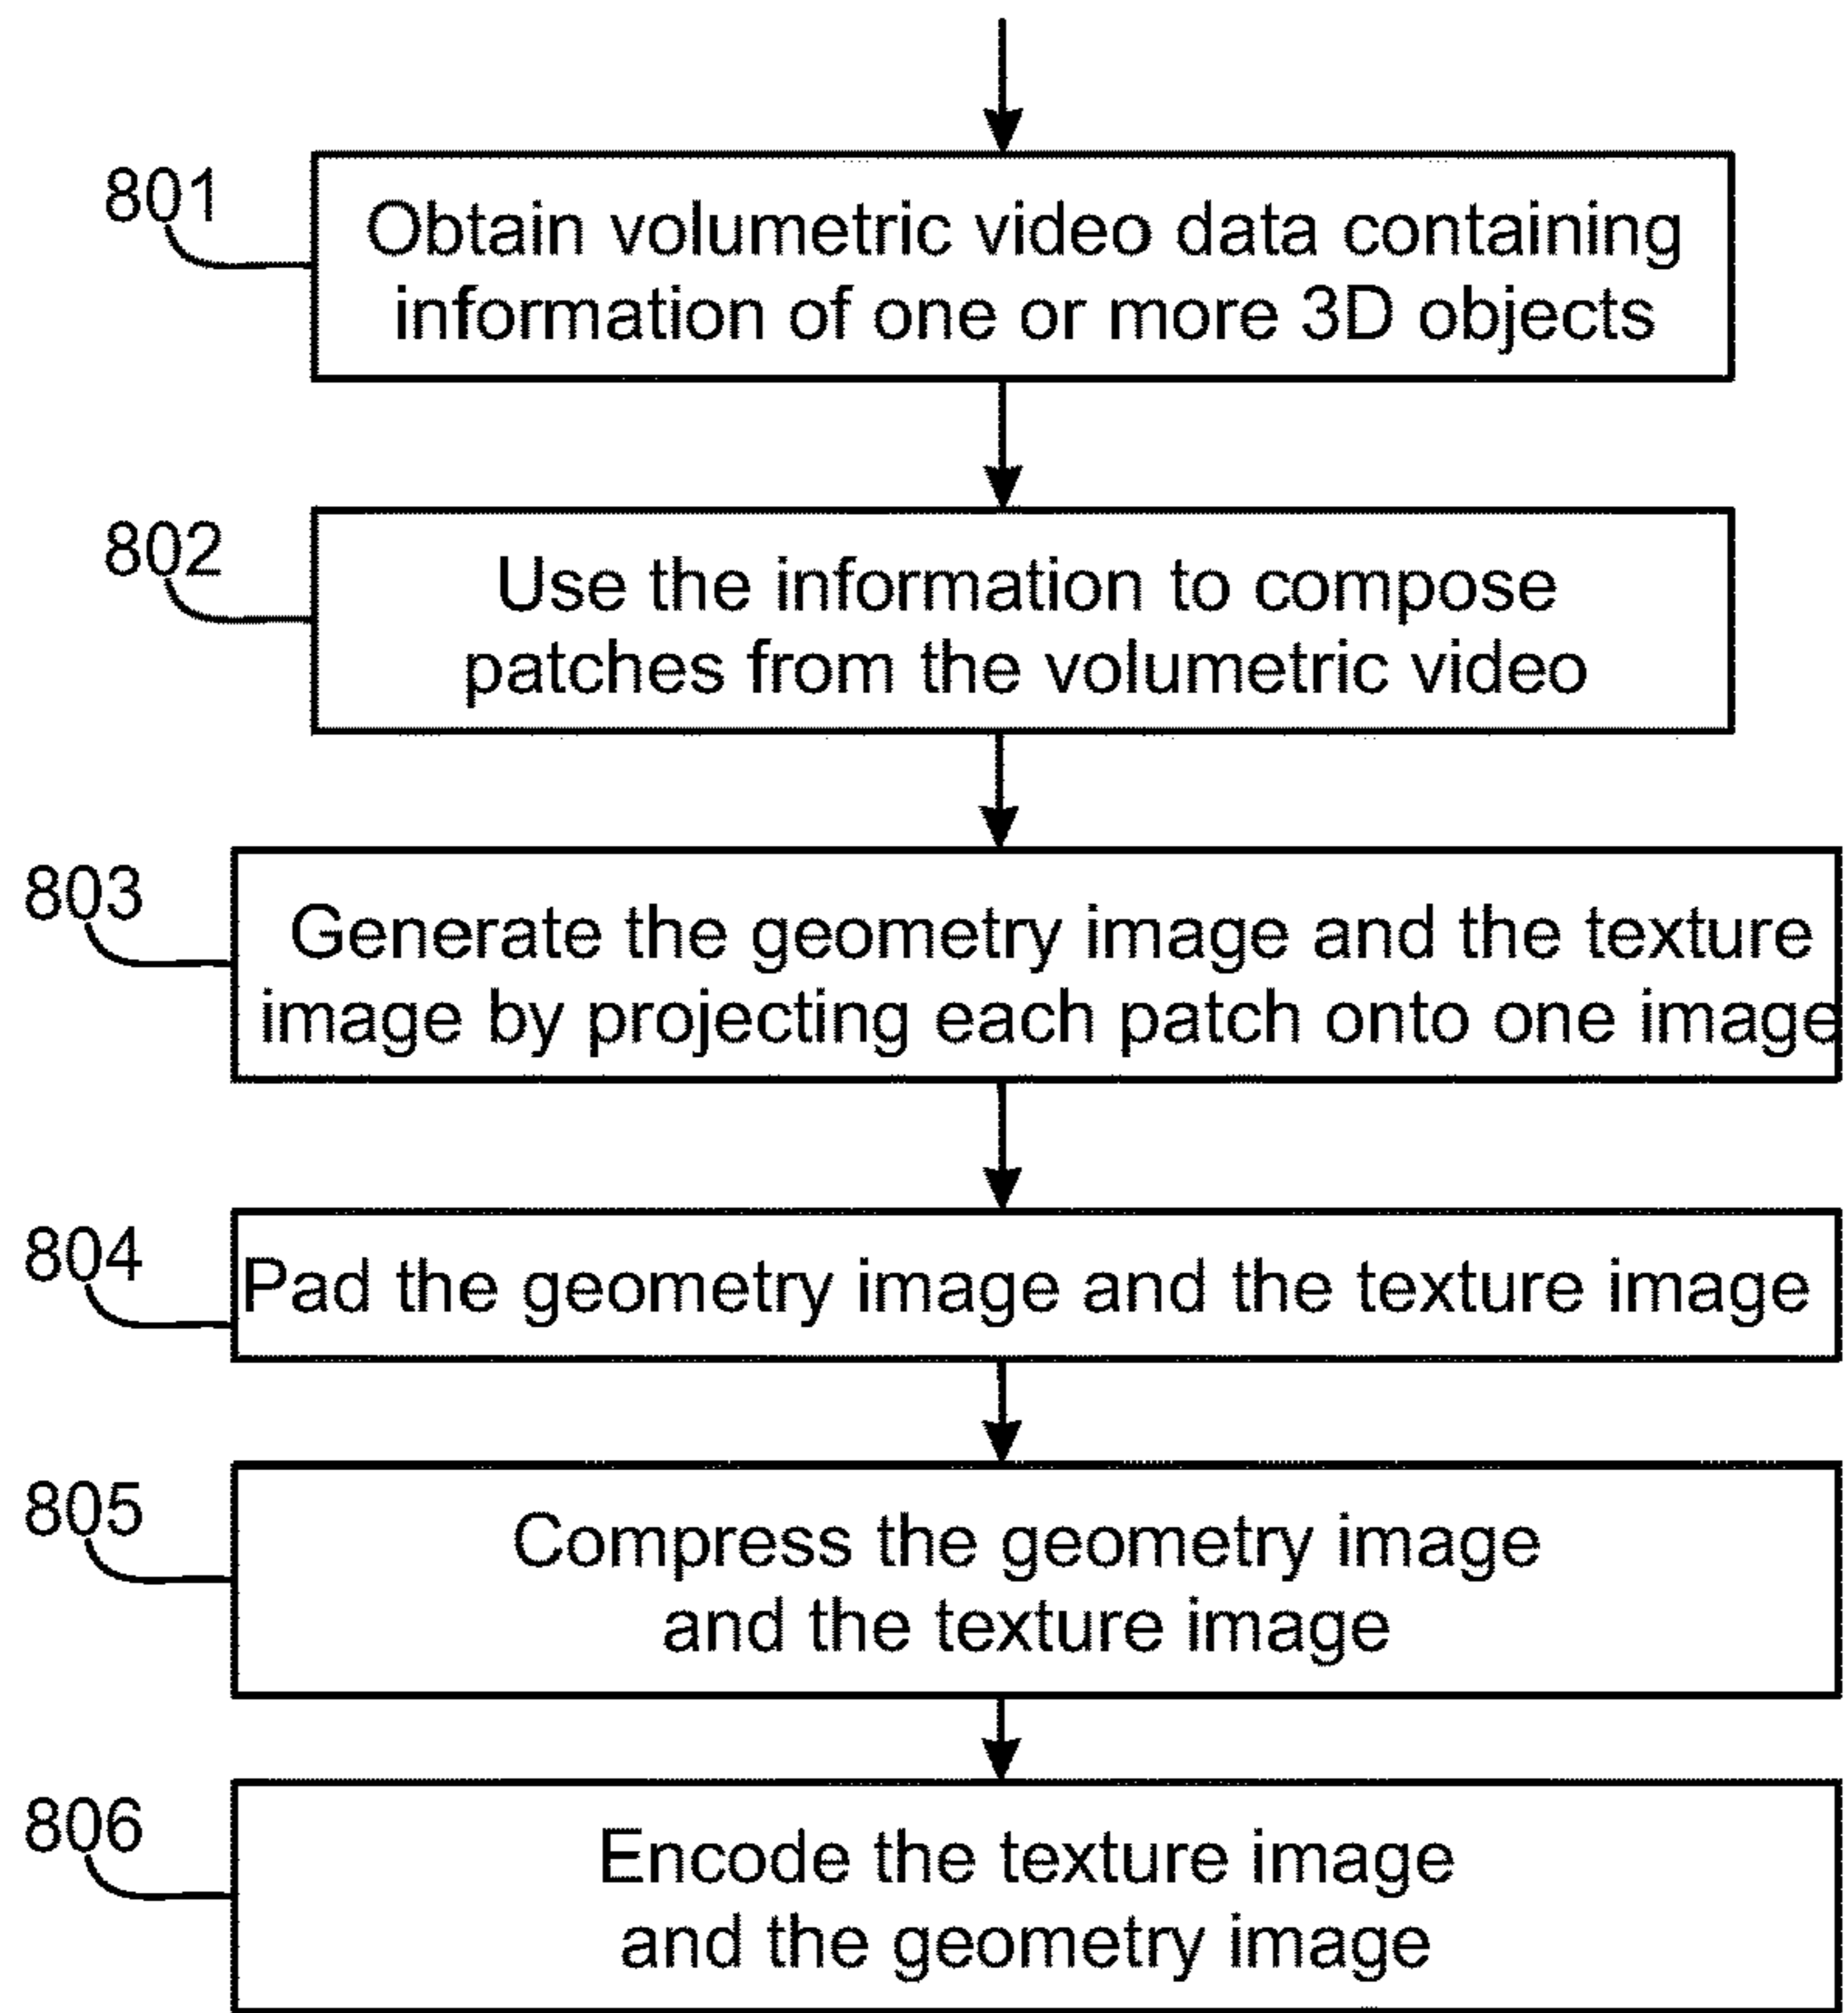 801
Obtain volumetric video data containing
information of one or more 3D objects
802
Use the information to compose
patches from the volumetric video
803
Generate the geometry image and the texture
image by projecting each patch onto one image
804
Pad the geometry image and the texture image
805
Compress the geometry image
and the texture image
806
Encode the texture image
and the geometry image